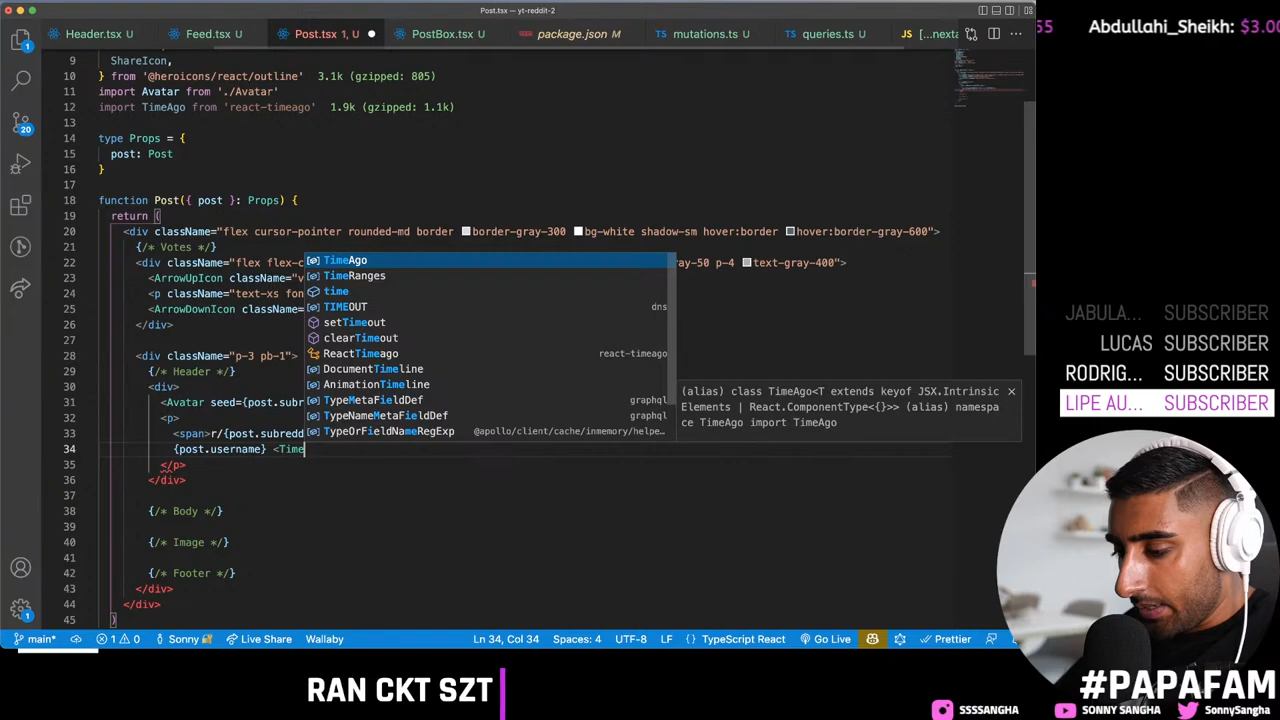 Post.tsx — yt-reddit-2
Header.tsx U
Feed.tsx U
Post.tsx 1, U
PostBox.tsx U
package.json M
mutations.ts U
queries.ts U
JS [...nexta
9 ShareIcon,
10 } from '@heroicons/react/outline' 3.1k (gzipped: 805)
11 import Avatar from './Avatar'
12 import TimeAgo from 'react-timeago' 1.9k (gzipped: 1.1k)
13
14 type Props = {
15 post: Post
16 }
17
18 function Post({ post }: Props) {
19 return (
20 <div className="flex cursor-pointer rounded-md border border-gray-300 bg-white shadow-sm hover:border hover:border-gray-600">
21 {/* Votes */}
22 <div className="flex flex-c ay-50 p-4 text-gray-400">
23 <ArrowUpIcon className="v
24 <p className="text-xs fon
25 <ArrowDownIcon className=
26 </div>
27
28 <div className="p-3 pb-1">
29 {/* Header */}
30 <div>
31 <Avatar seed={post.subr
32 <p>
33 <span>r/{post.subredd
34 {post.username} <Time
35 </p>
36 </div>
37
38 {/* Body */}
39
40 {/* Image */}
41
42 {/* Footer */}
43 </div>
44 </div>
45 )
TimeAgo
TimeRanges
time
TIMEOUT dns
setTimeout
clearTimeout
ReactTimeago react-timeago
DocumentTimeline
AnimationTimeline
TypeMetaFieldDef graphql
TypeNameMetaFieldDef graphql
TypeOrFieldNameRegExp @apollo/client/cache/inmemory/helpe...
(alias) class TimeAgo<T extends keyof JSX.Intrinsic
Elements | React.ComponentType<{}>> (alias) namespa
ce TimeAgo import TimeAgo
1
20
1
main*
1 0
Sonny
Live Share
Wallaby
Ln 34, Col 34
Spaces: 4
UTF-8
LF
{} TypeScript React
Go Live
Prettier
55 Abdullahi_Sheikh: $3.00
JABULA... SUBSCRIBER
LUCAS SUBSCRIBER
RODRIG... SUBSCRIBER
LIPE AU... SUBSCRIBER
RAN CKT SZT
#PAPAFAM
SSSSANGHA
SONNY SANGHA
SONNYSANGHA